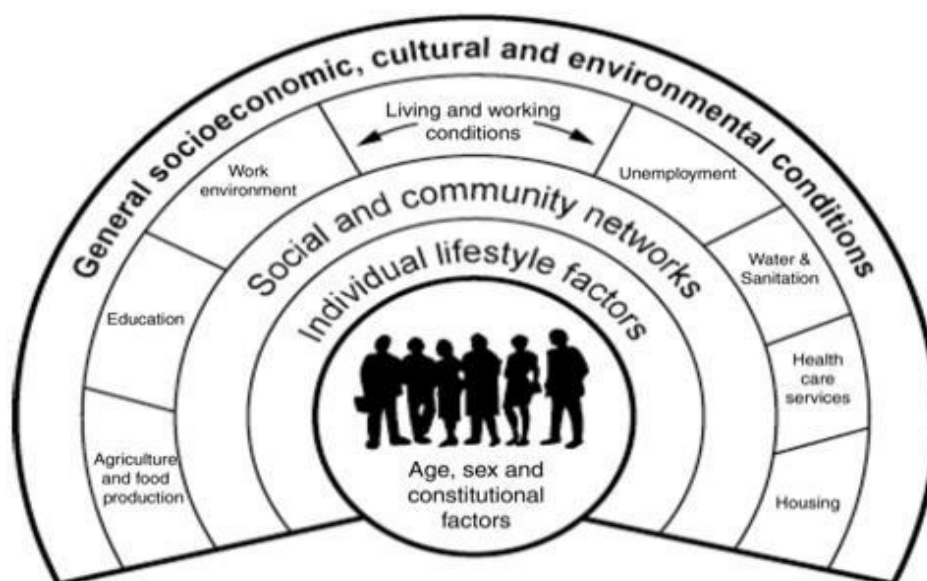 General socioeconomic, cultural and environmental conditions
Living and working
conditions
Work
environment
Unemployment
Education
Water &
Sanitation
Agriculture
and food
production
Health
care
services
Housing
Social and community networks
Individual lifestyle factors
Age, sex and
constitutional
factors